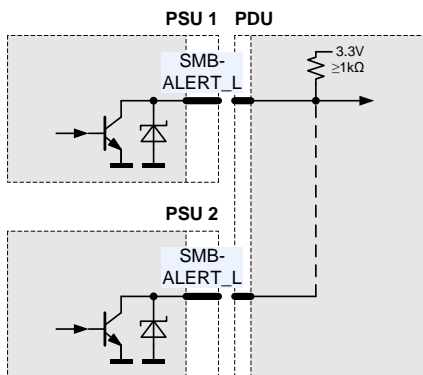 PSU 1 PDU
SMB-
ALERT_L
3.3V
≥1kΩ
PSU 2
SMB-
ALERT_L